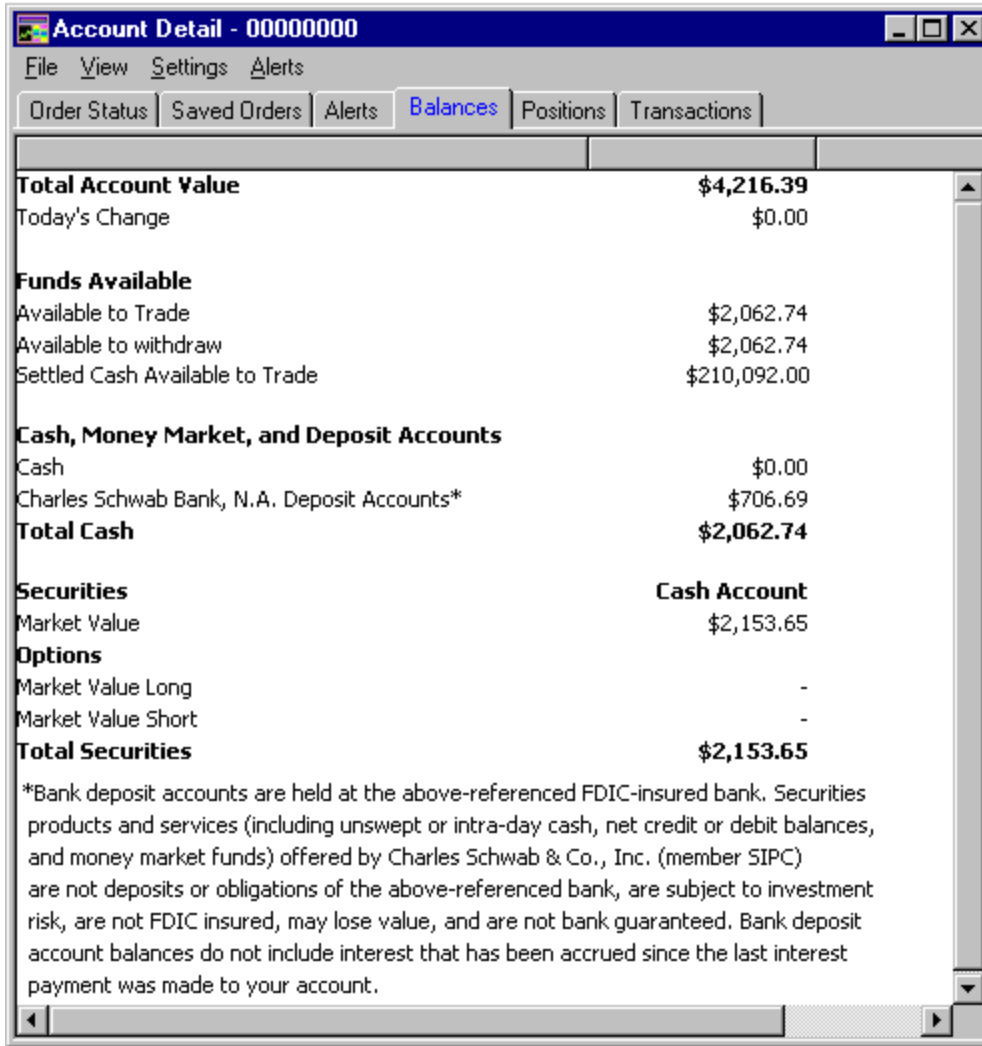 Account Detail - 00000000
File View Settings Alerts
Order Status Saved Orders Alerts Balances Positions Transactions
Total Account Value $4,216.39
Today's Change $0.00
Funds Available
Available to Trade $2,062.74
Available to withdraw $2,062.74
Settled Cash Available to Trade $210,092.00
Cash, Money Market, and Deposit Accounts
Cash $0.00
Charles Schwab Bank, N.A. Deposit Accounts* $706.69
Total Cash $2,062.74
Securities Cash Account
Market Value $2,153.65
Options
Market Value Long -
Market Value Short -
Total Securities $2,153.65
*Bank deposit accounts are held at the above-referenced FDIC-insured bank. Securities
products and services (including unswept or intra-day cash, net credit or debit balances,
and money market funds) offered by Charles Schwab & Co., Inc. (member SIPC)
are not deposits or obligations of the above-referenced bank, are subject to investment
risk, are not FDIC insured, may lose value, and are not bank guaranteed. Bank deposit
account balances do not include interest that has been accrued since the last interest
payment was made to your account.